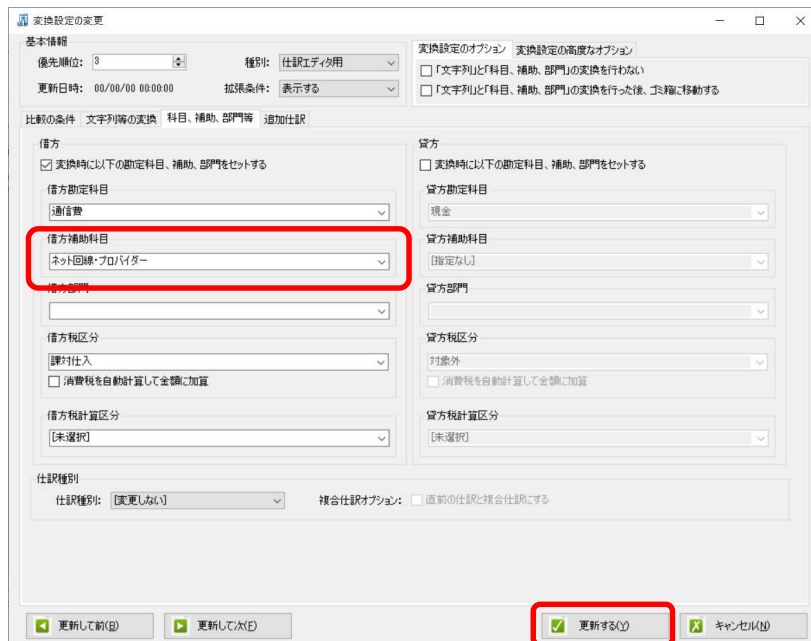 変換設定の変更
基本情報
優先順位: 3 種別: 仕訳エディタ用
更新日時: 00/00/00 00:00:00 拡張条件: 表示する
変換設定のオプション 変換設定の高度なオプション
「文字列」と「科目、補助、部門」の変換を行わない
「文字列」と「科目、補助、部門」の変換を行った後、ゴミ箱に移動する
比較の条件 文字列等の変換 科目、補助、部門等 追加仕訳
借方
変換時に以下の勘定科目、補助、部門をセットする
借方勘定科目
通信費
借方補助科目
ネット回線・プロバイダー
借方部門
借方税区分
課対仕入
消費税を自動計算して金額に加算
借方税計算区分
[未選択]
貸方
変換時に以下の勘定科目、補助、部門をセットする
貸方勘定科目
現金
貸方補助科目
[指定なし]
貸方部門
貸方税区分
対象外
消費税を自動計算して金額に加算
貸方税計算区分
[未選択]
仕訳種別
仕訳種別: [変更しない] 複合仕訳オプション: 直前の仕訳と複合仕訳にする
更新して前(B) 更新して次(F) 更新する(Y) キャンセル(N)